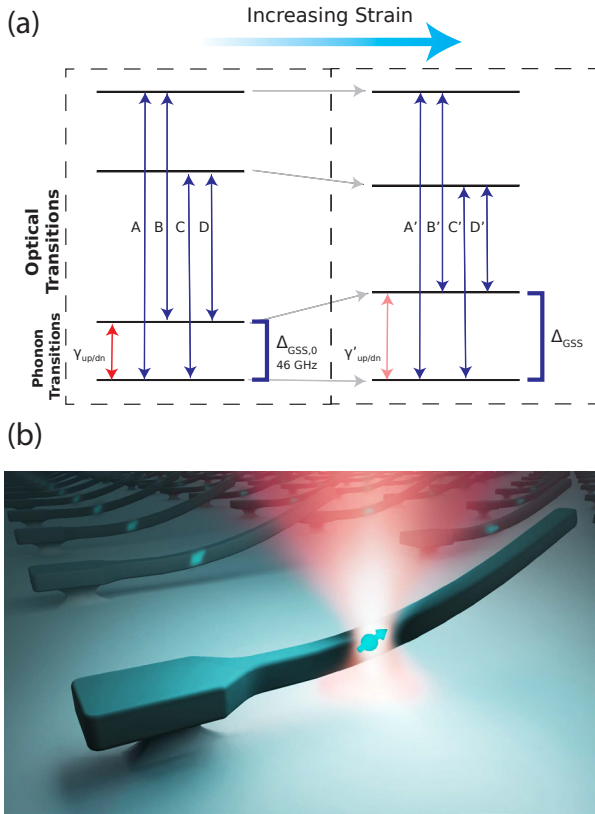 (a)
Increasing Strain
Optical
Transitions
Phonon
Transitions
A
B
C
D
γup/dn
ΔGSS,0
46 GHz
A’
B’
C’
D’
γ’up/dn
ΔGSS
(b)